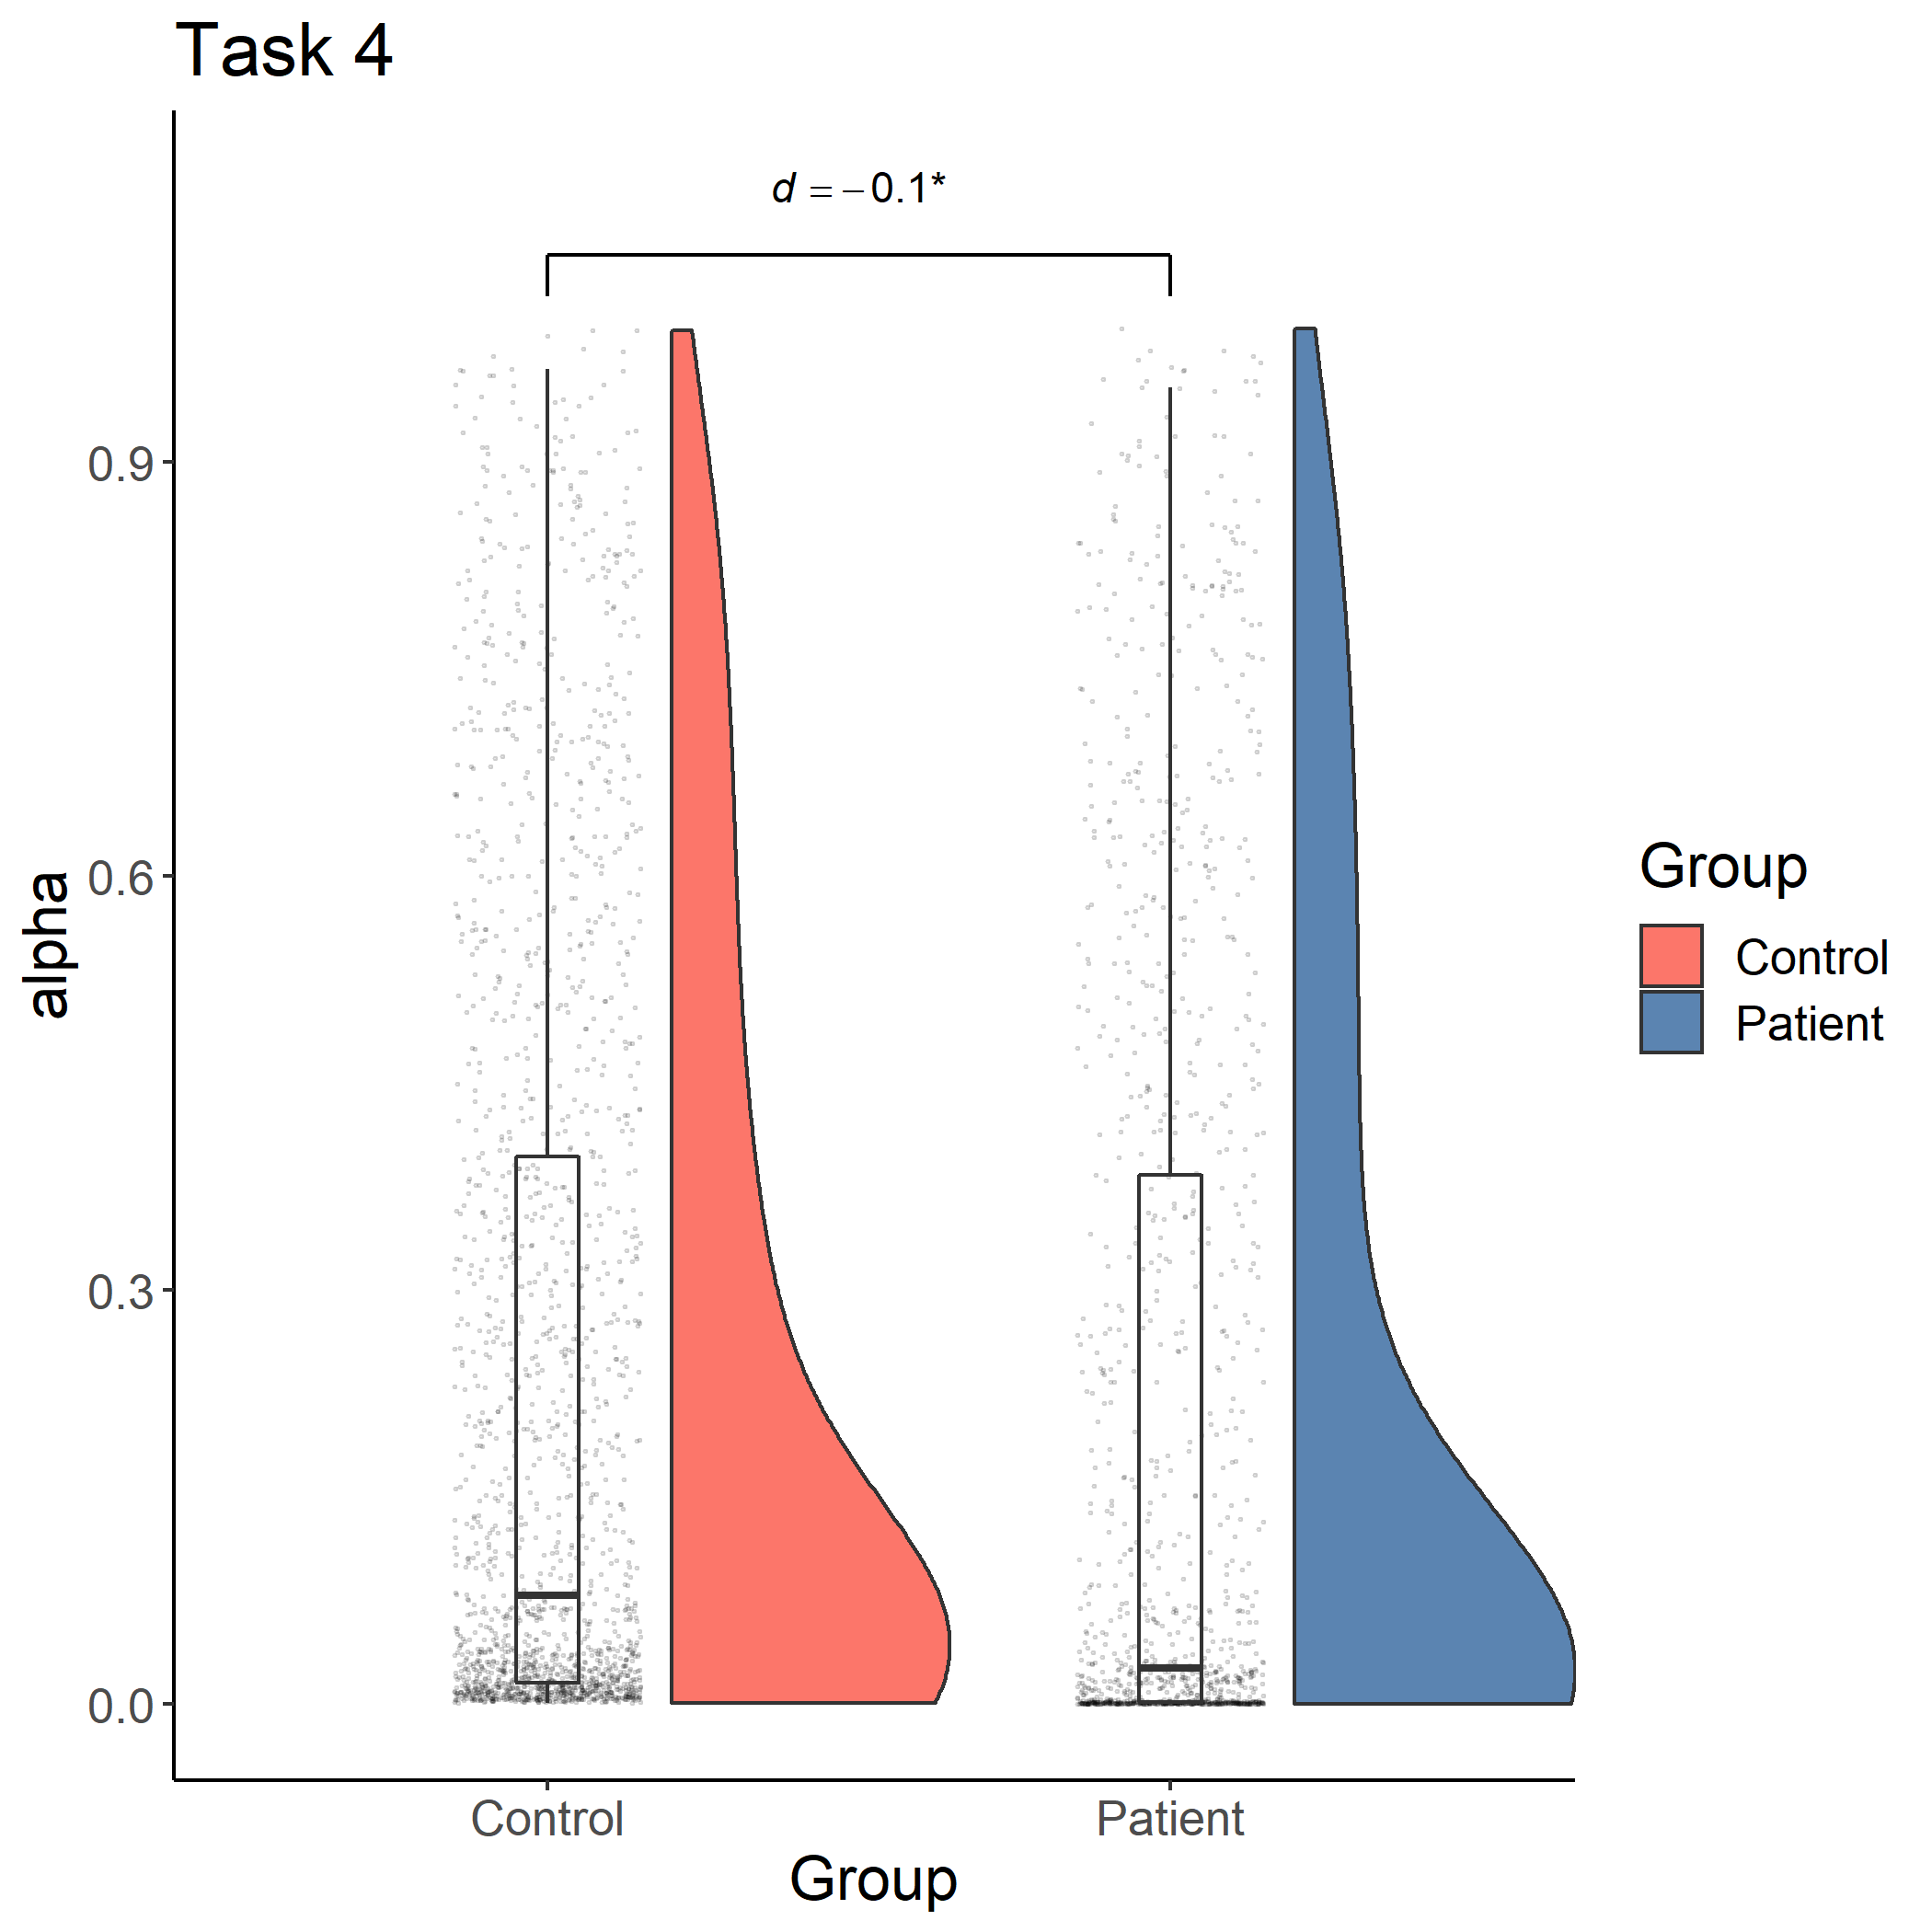 Task 4
d = − 0.1*
alpha
0.9
0.6
0.3
0.0
Control
Patient
Group
Group
Control
Patient